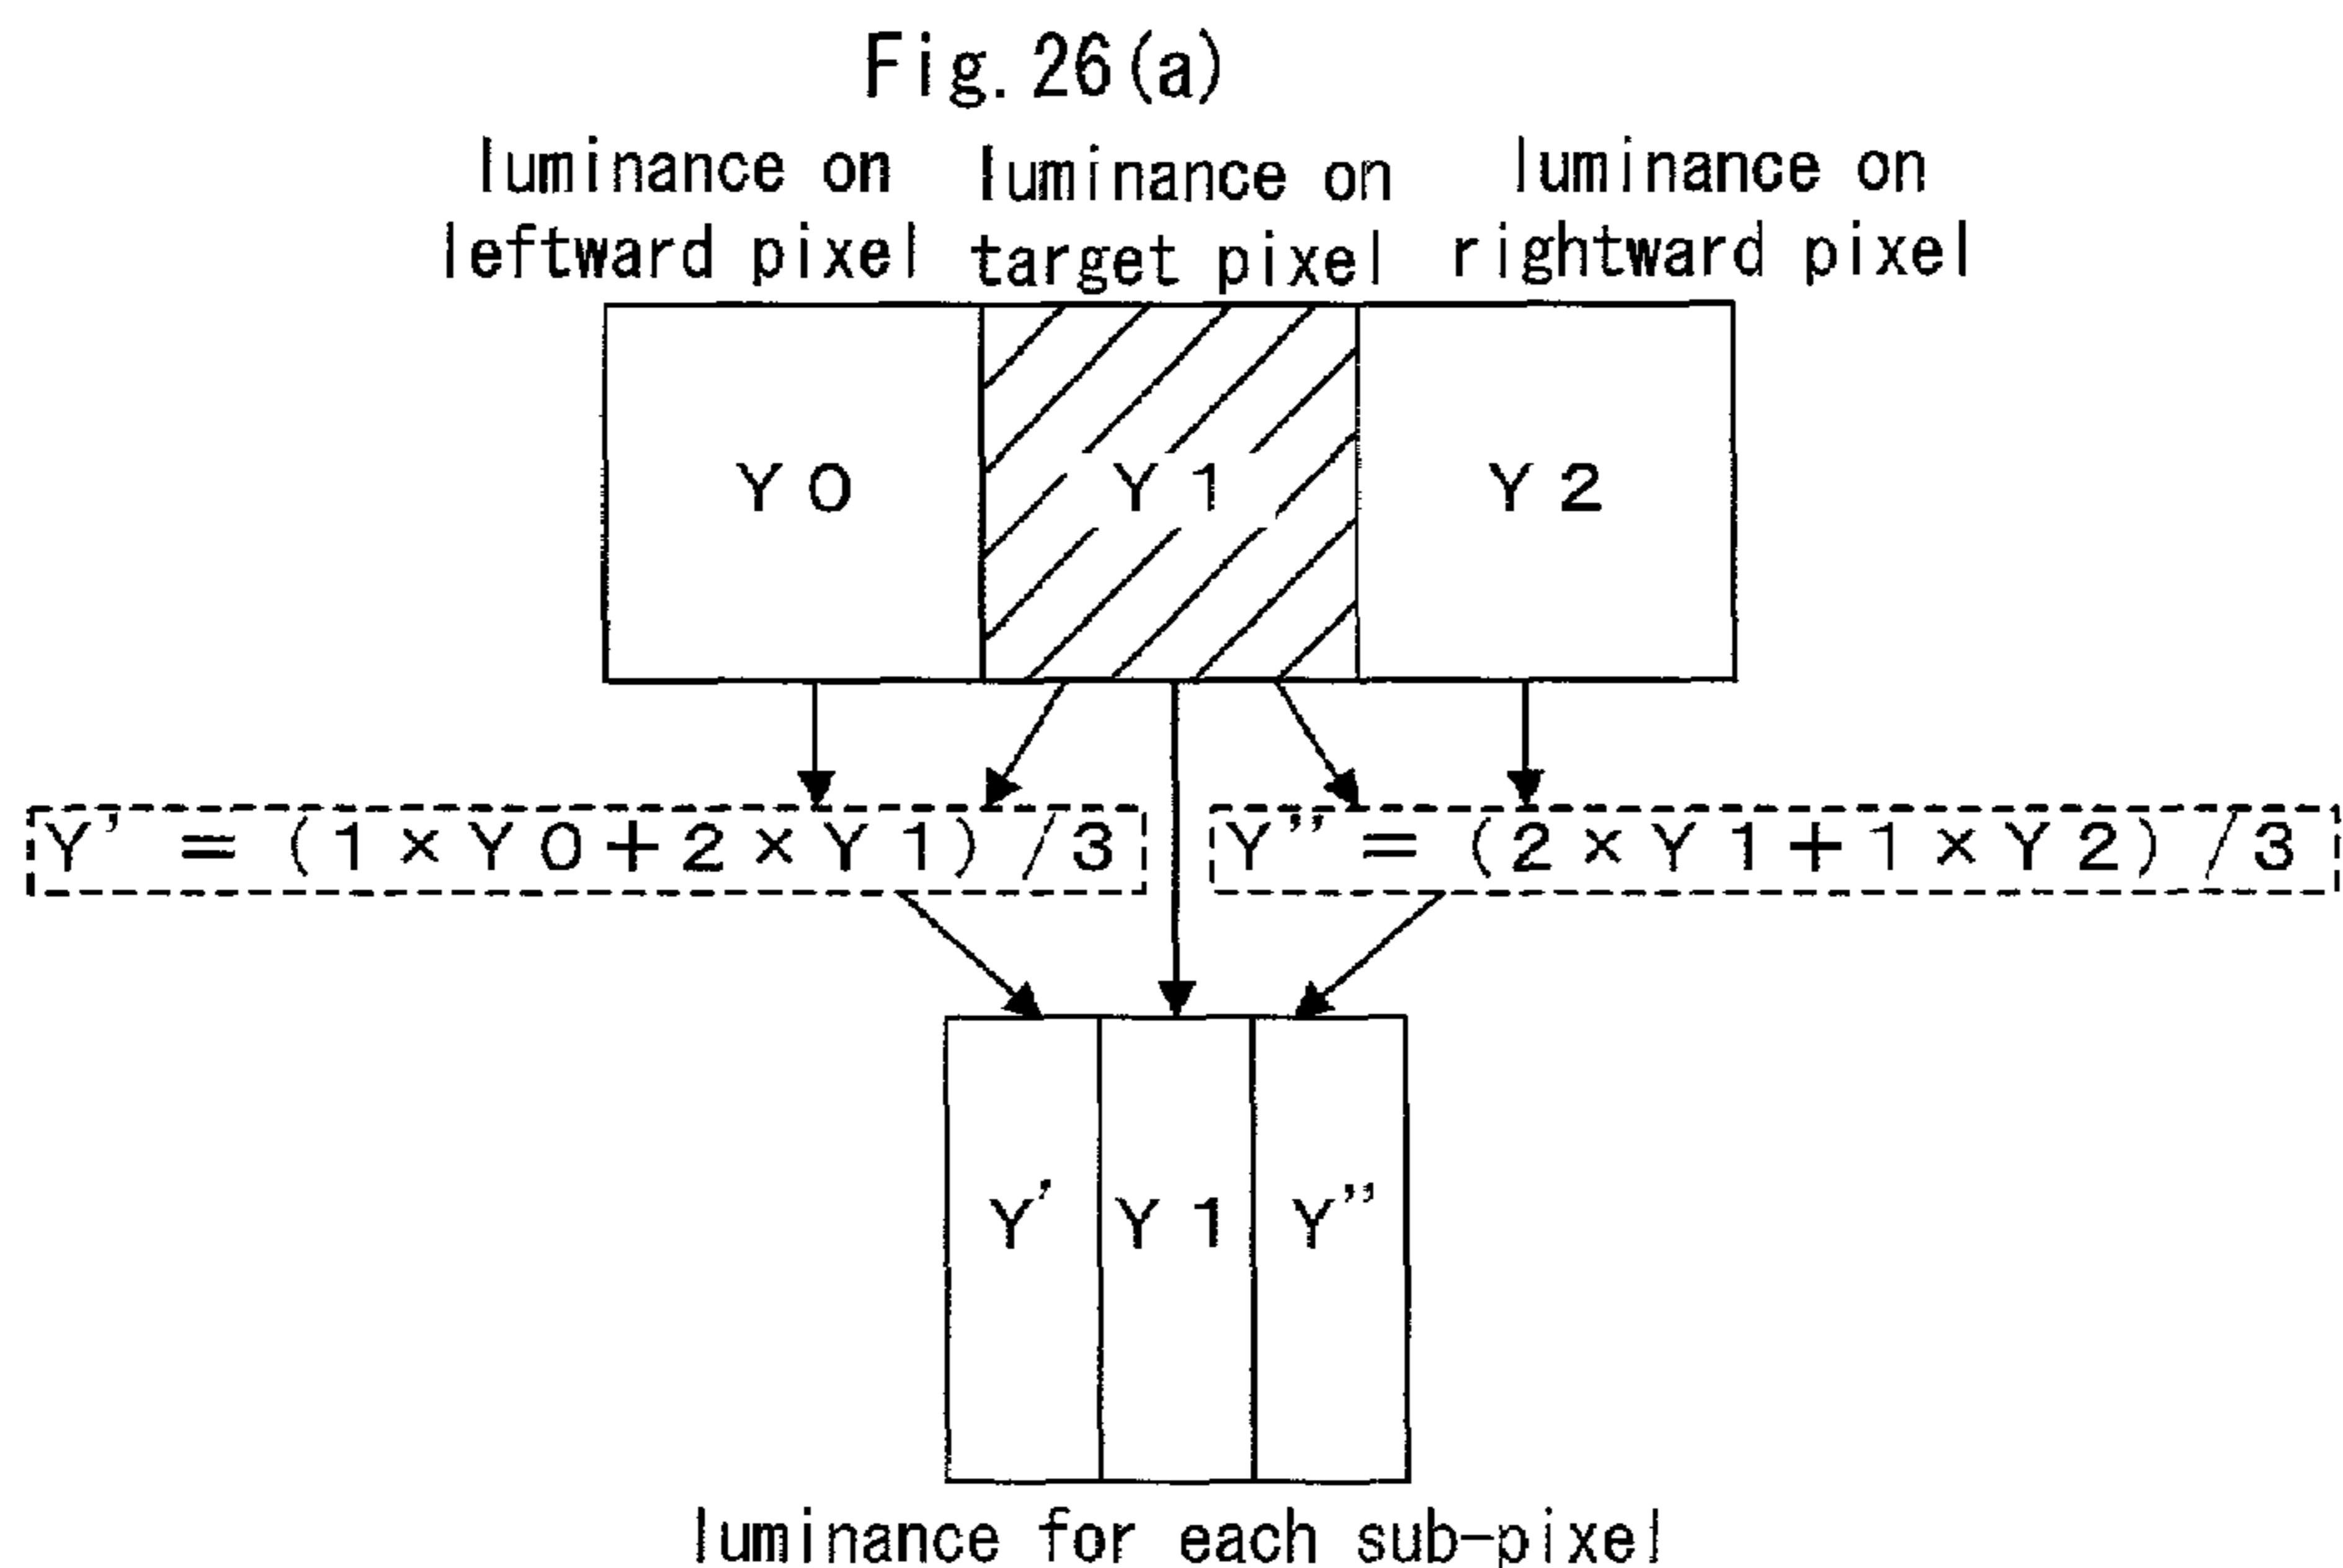 Fig. 26(a)
luminance on luminance on luminance on
leftward pixel target pixel rightward pixel
Y0 Y1 Y2
Y' = (1×Y0+2×Y1)/3 Y'' = (2×Y1+1×Y2)/3
Y' Y1 Y''
luminance for each sub-pixel